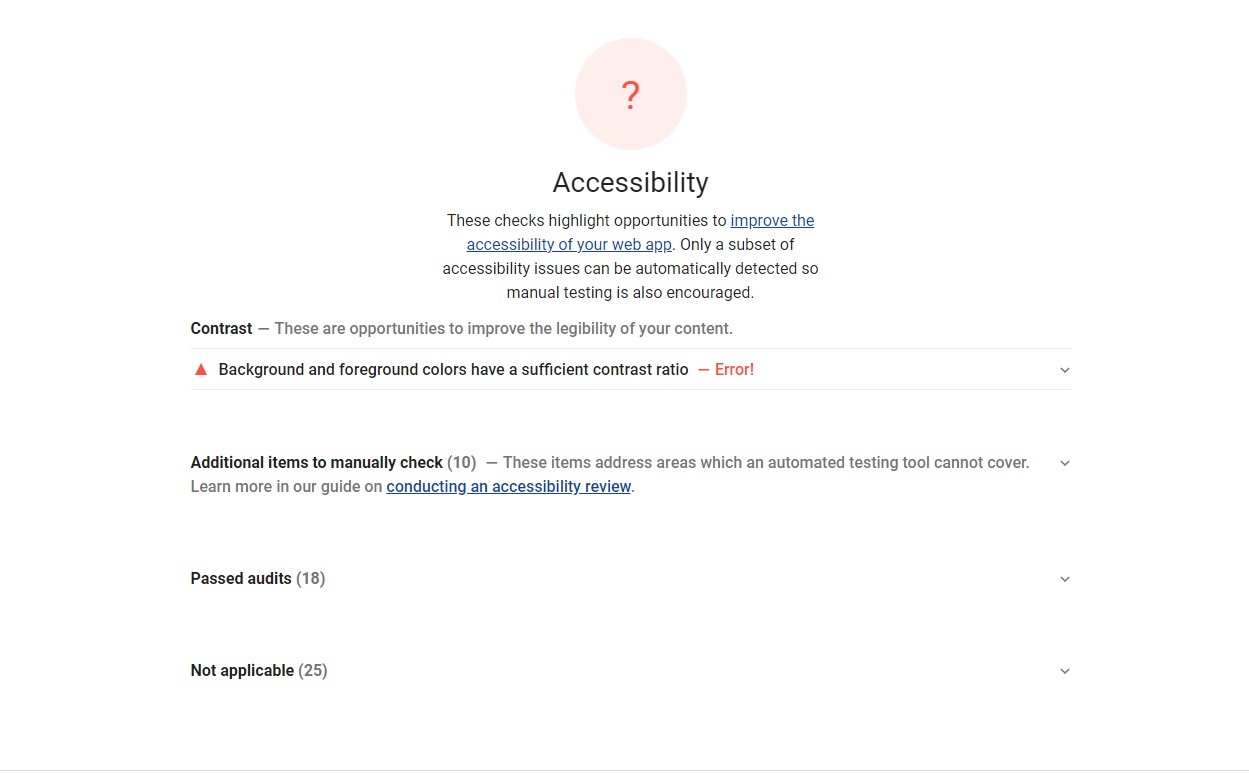 ?
Accessibility
These checks highlight opportunities to improve the
accessibility of your web app. Only a subset of
accessibility issues can be automatically detected so
manual testing is also encouraged.
Contrast — These are opportunities to improve the legibility of your content.
Background and foreground colors have a sufficient contrast ratio — Error!
Additional items to manually check (10) — These items address areas which an automated testing tool cannot cover.
Learn more in our guide on conducting an accessibility review.
Passed audits (18)
Not applicable (25)